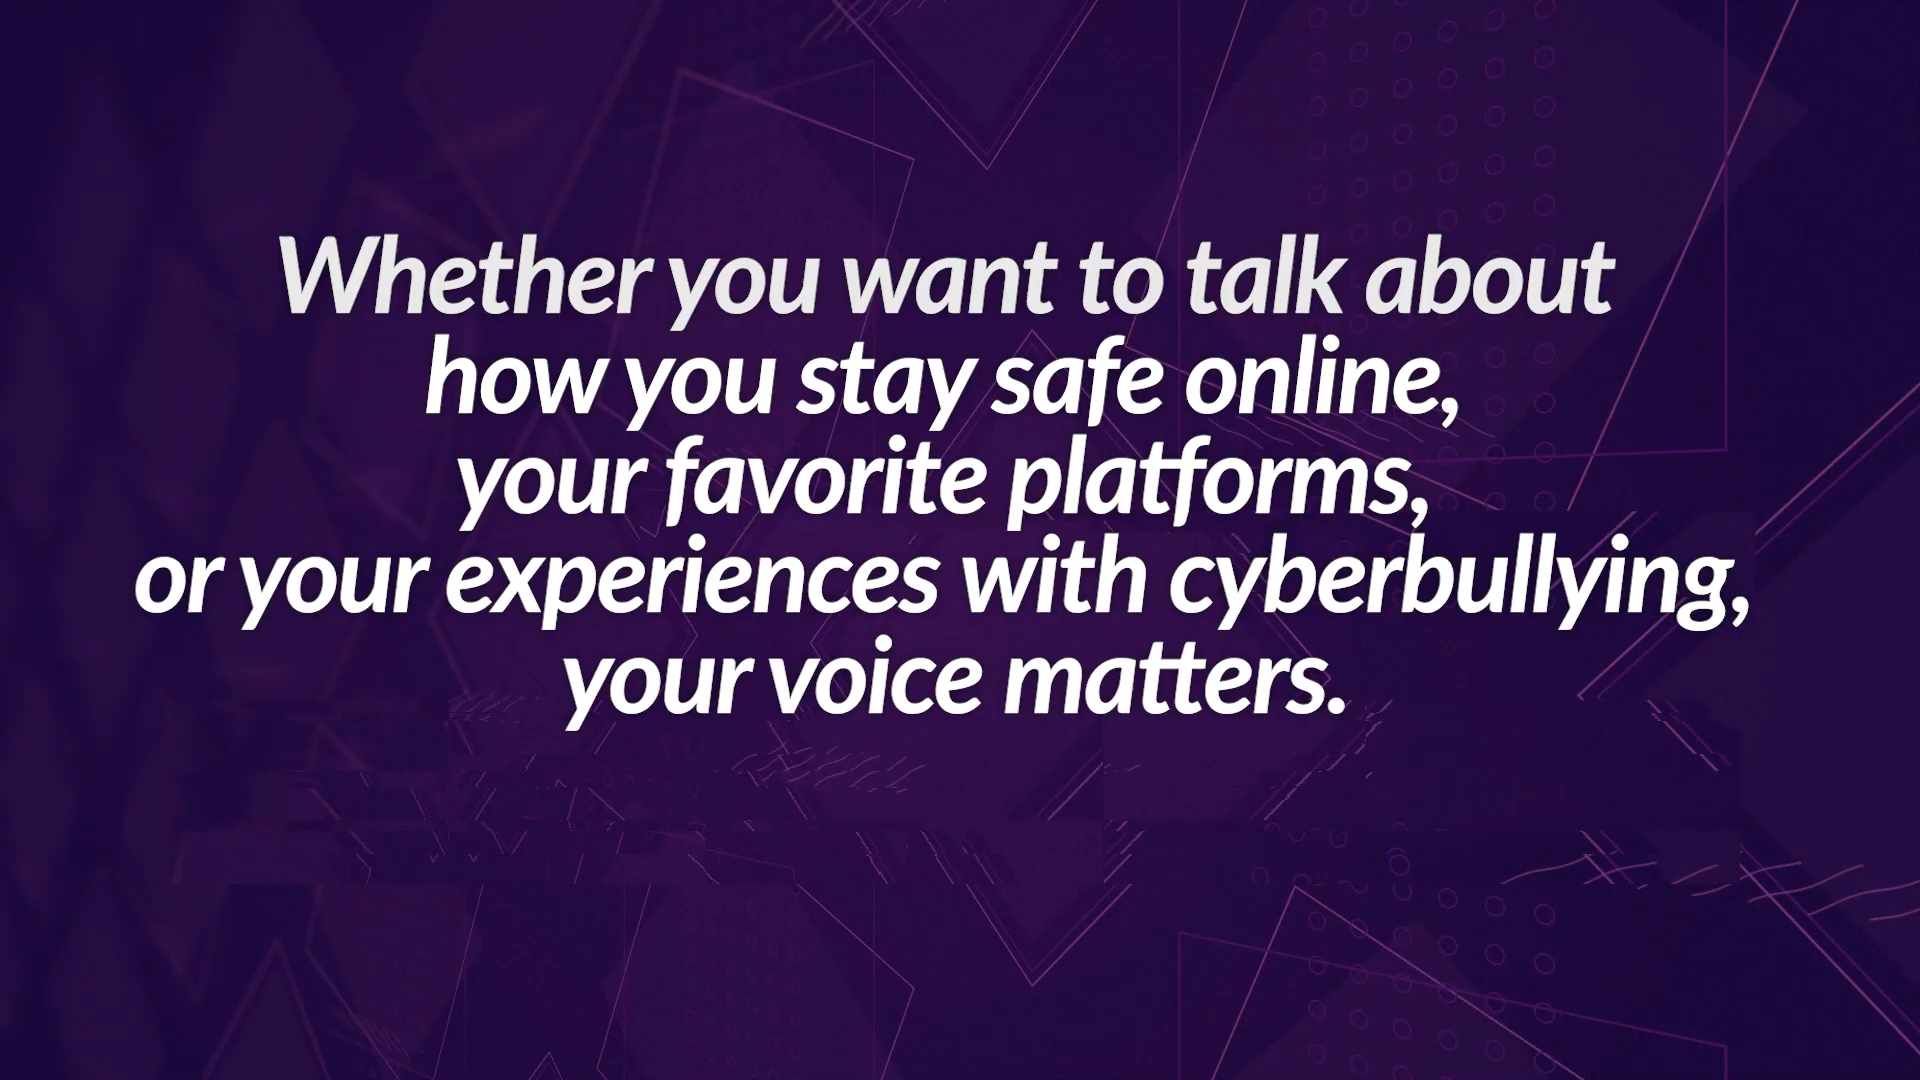 Whether you want to talk about
how you stay safe online,
your favorite platforms,
or your experiences with cyberbullying,
your voice matters.